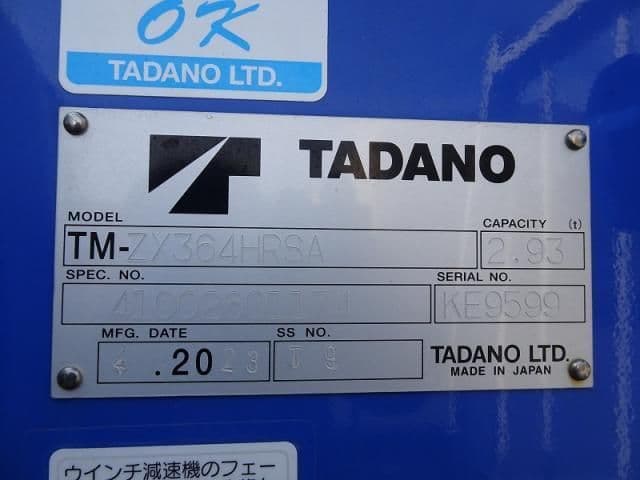 OK
TADANO LTD.
TADANO
MODEL
CAPACITY (t)
TM-ZX364HRSA
2.93
SPEC. NO.
SERIAL NO.
KE9599
MFG. DATE
SS NO.
4 .2023
TADANO LTD.
MADE IN JAPAN
ウインチ減速機のフェー